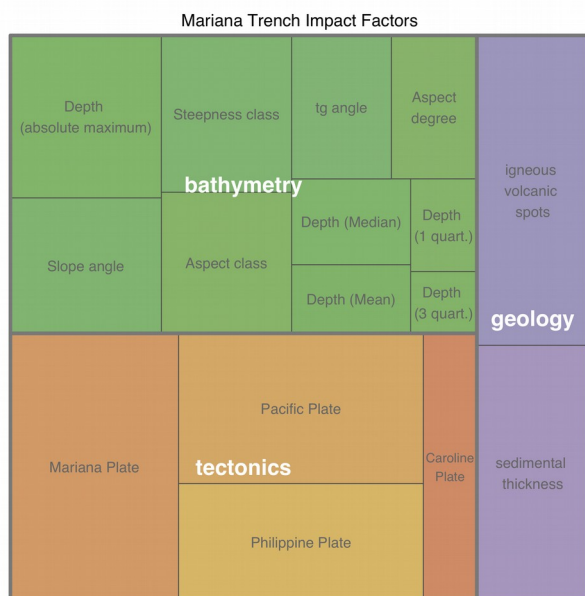 Mariana Trench Impact Factors
Depth
(absolute maximum)
Steepness class
tg angle
Aspect
degree
bathymetry
Slope angle
Aspect class
Depth (Median)
Depth
(1 quart.)
Depth (Mean)
Depth
(3 quart.)
igneous
volcanic
spots
geology
sedimental
thickness
Mariana Plate
Pacific Plate
tectonics
Philippine Plate
Caroline
Plate